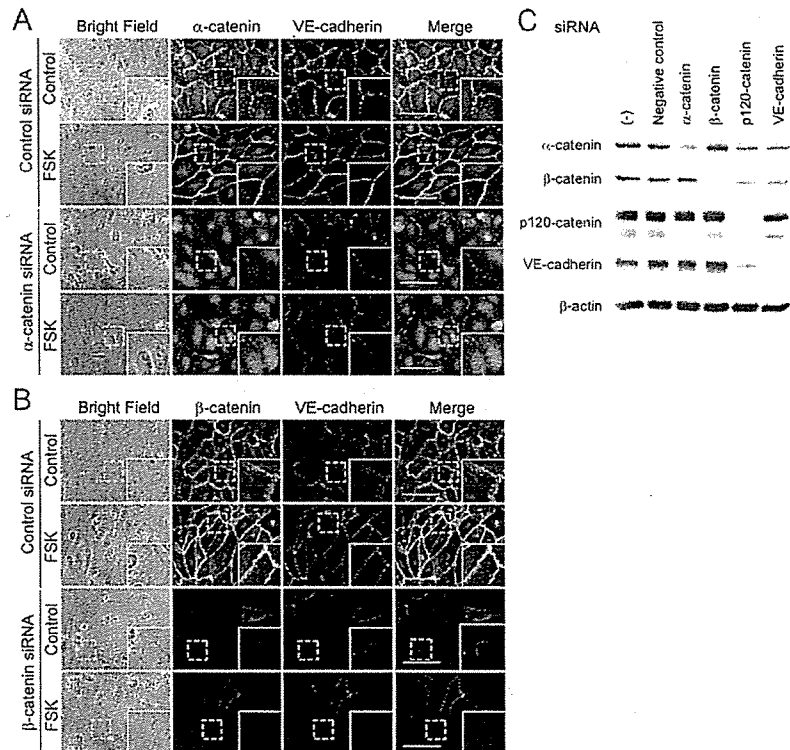 A
Bright Field
α-catenin
VE-cadherin
Merge
Control siRNA
Control
FSK
α-catenin siRNA
Control
FSK
B
Bright Field
β-catenin
VE-cadherin
Merge
Control siRNA
Control
FSK
β-catenin siRNA
Control
FSK
C
siRNA
(-)
Negative control
α-catenin
β-catenin
p120-catenin
VE-cadherin
α-catenin
β-catenin
p120-catenin
VE-cadherin
β-actin